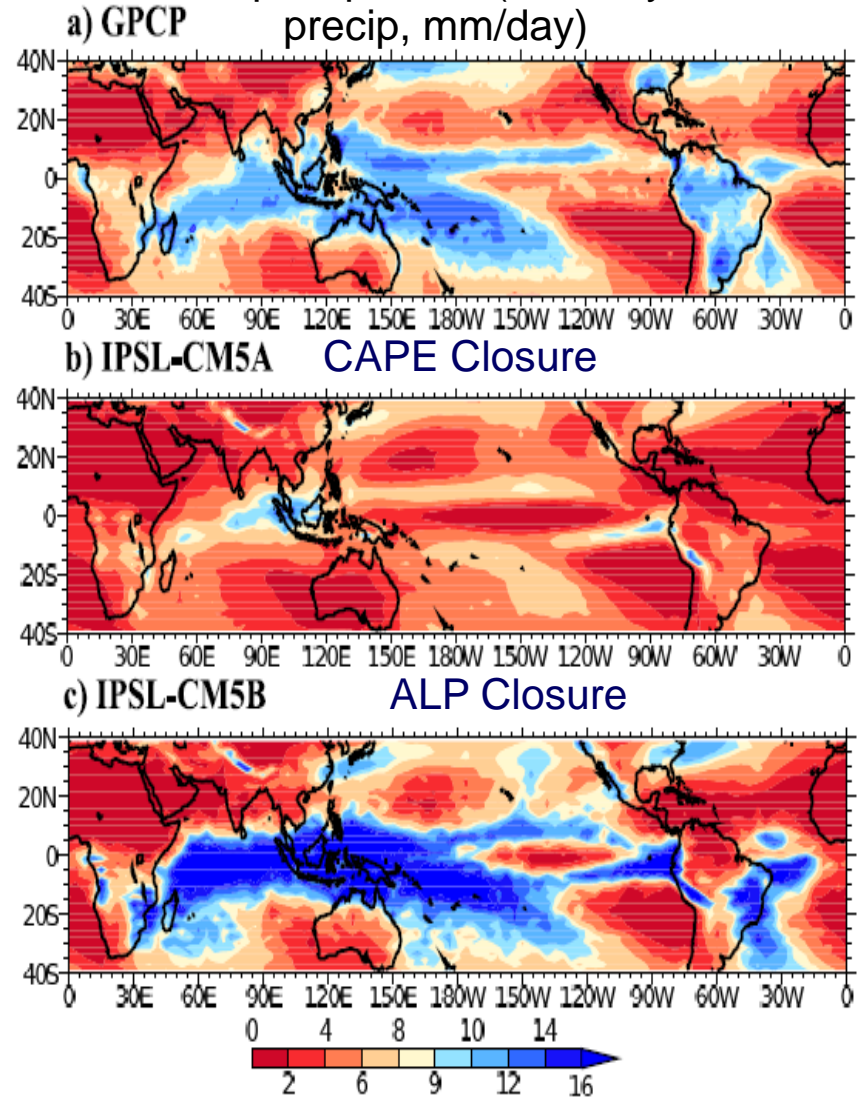 precip, mm/day)
a) GPCP
40N
20N
0
20S
40S
0 30E 60E 90E 120E 150E 180W 150W 120W 90W 60W 30W 0
b) IPSL-CM5A CAPE Closure
40N
20N
0
20S
40S
0 30E 60E 90E 120E 150E 180W 150W 120W 90W 60W 30W 0
c) IPSL-CM5B ALP Closure
40N
20N
0
20S
40S
0 30E 60E 90E 120E 150E 180W 150W 120W 90W 60W 30W 0
0 4 8 10 14
2 6 9 12 16